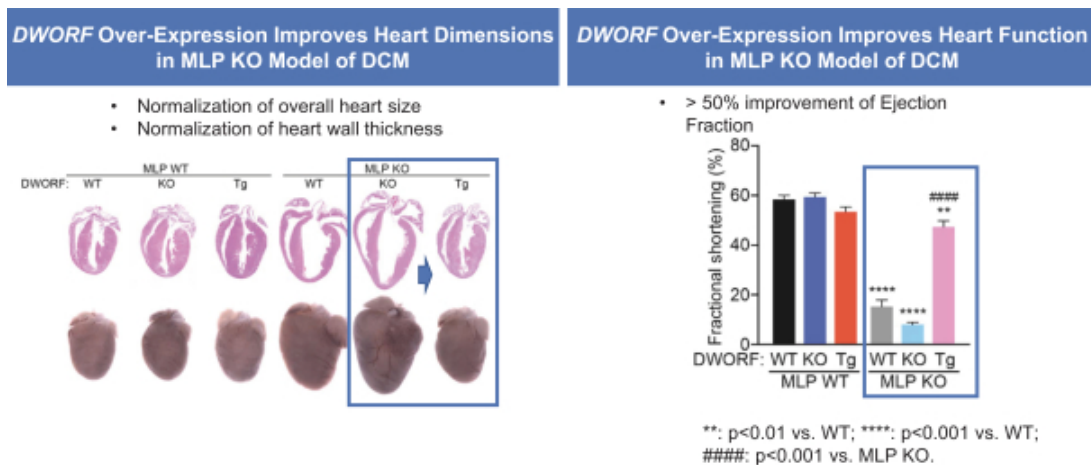 DWORF Over-Expression Improves Heart Dimensions
in MLP KO Model of DCM
• Normalization of overall heart size
• Normalization of heart wall thickness
MLP WT MLP KO
DWORF: WT KO Tg WT KO Tg
DWORF Over-Expression Improves Heart Function
in MLP KO Model of DCM
• > 50% improvement of Ejection
Fraction
Fractional shortening (%)
80
60
40
20
0
####
**
****
****
DWORF: WT KO Tg WT KO Tg
MLP WT MLP KO
**: p<0.01 vs. WT; ****: p<0.001 vs. WT;
####: p<0.001 vs. MLP KO.